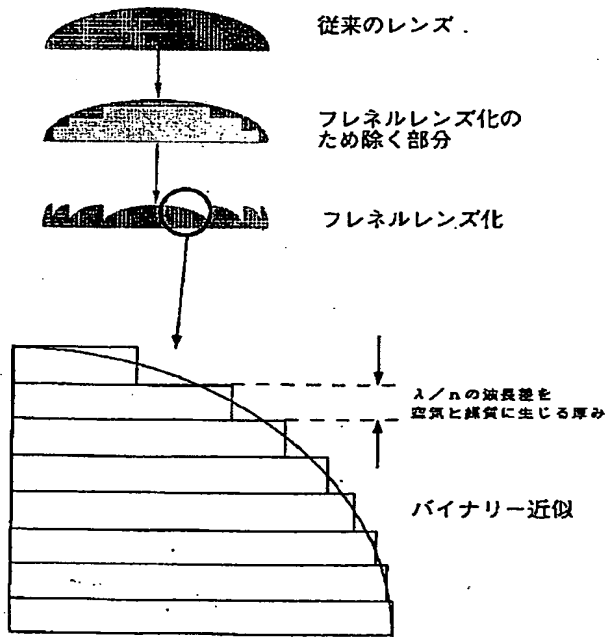 従来のレンズ
フレネルレンズ化の
ため除く部分
フレネルレンズ化
λ/nの波長差を
空気と媒質に生じる厚み
バイナリー近似